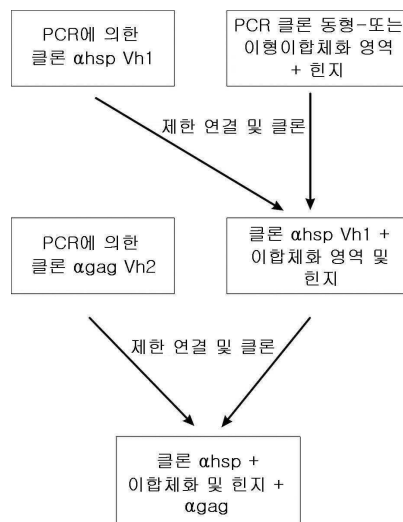 PCR에 의한
클론 αhsp Vh1
PCR 클론 동형-또는
이형이합체화 영역
+ 힌지
제한 연결 및 클론
PCR에 의한
클론 αgag Vh2
클론 αhsp Vh1 +
이합체화 영역 및
힌지
제한 연결 및 클론
클론 αhsp +
이합체화 및 힌지 +
αgag